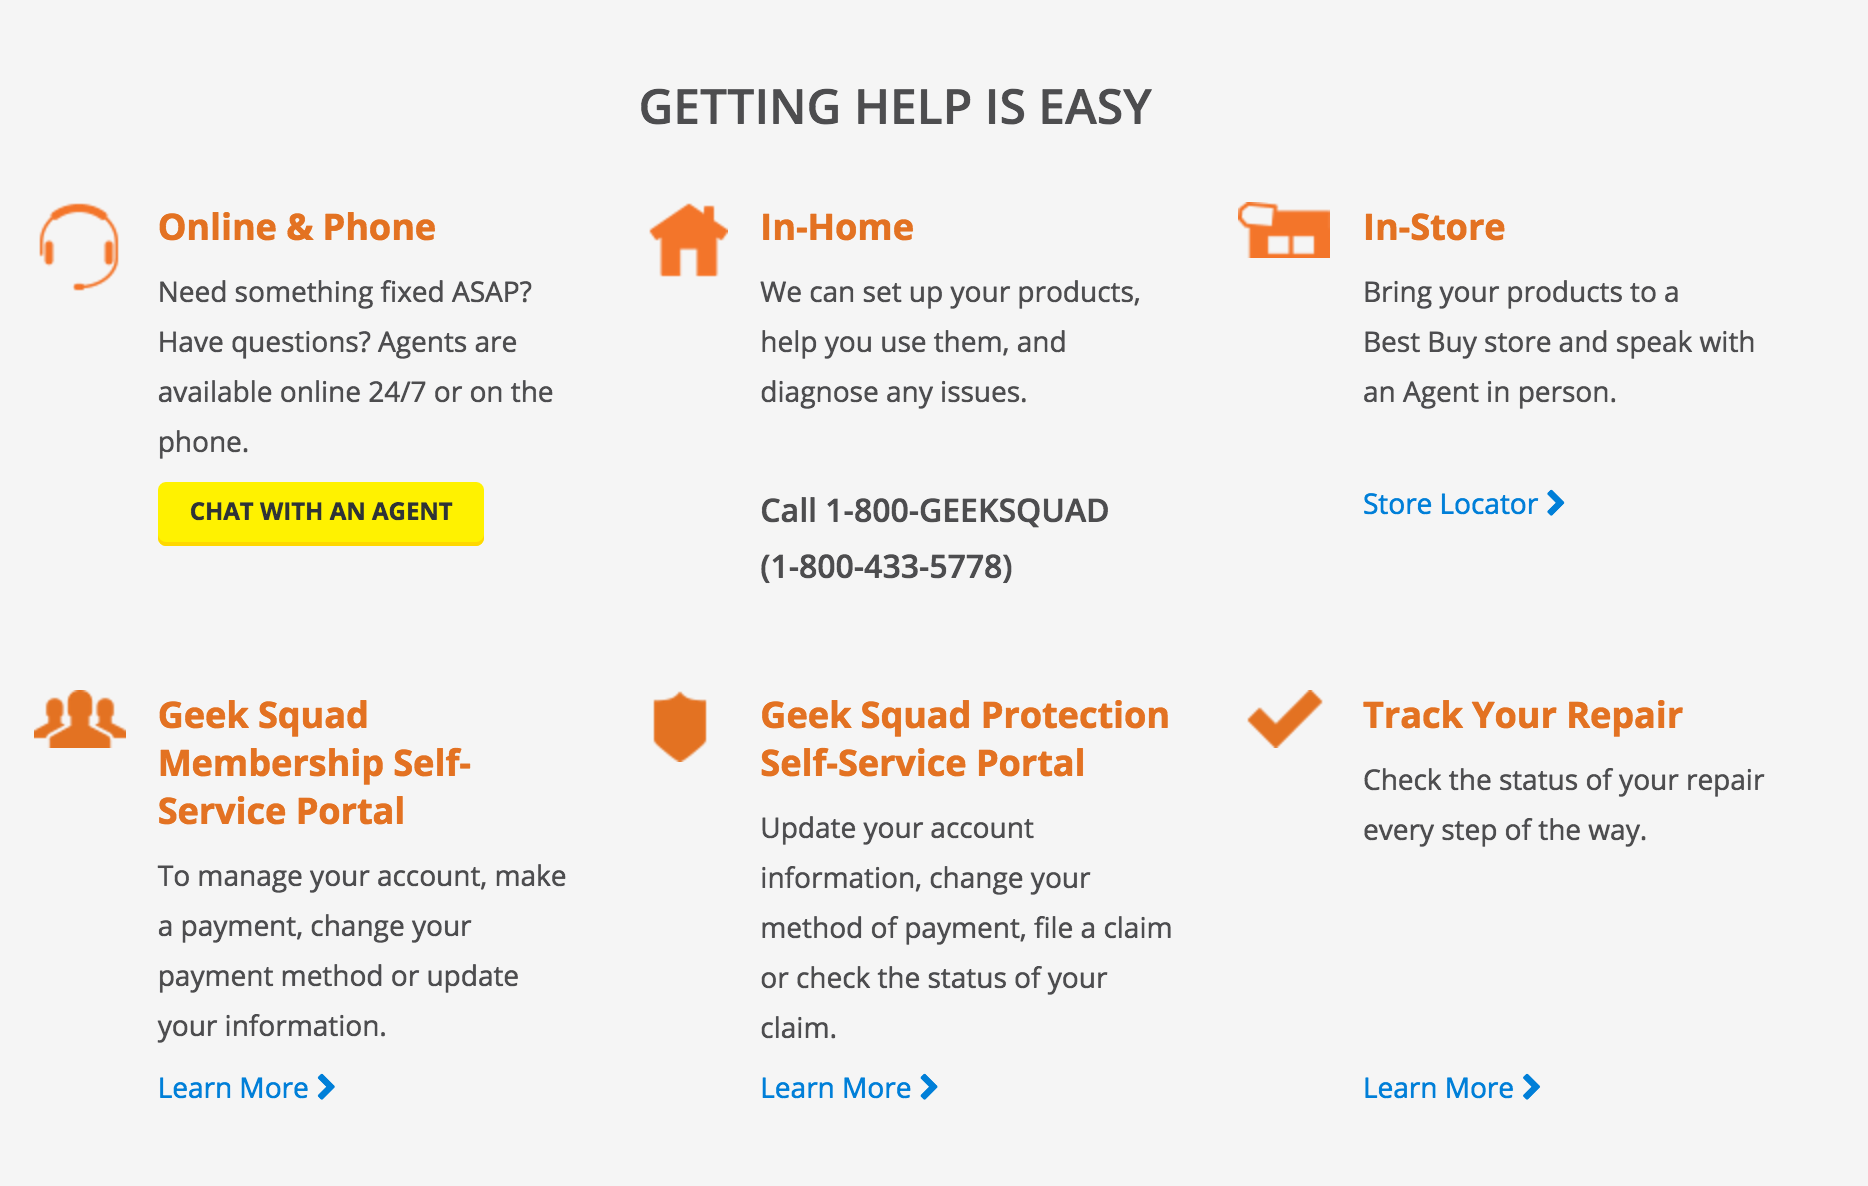 GETTING HELP IS EASY
Online & Phone
Need something fixed ASAP?
Have questions? Agents are
available online 24/7 or on the
phone.
CHAT WITH AN AGENT
In-Home
We can set up your products,
help you use them, and
diagnose any issues.
Call 1-800-GEEKSQUAD
(1-800-433-5778)
In-Store
Bring your products to a
Best Buy store and speak with
an Agent in person.
Store Locator
Geek Squad
Membership Self-
Service Portal
To manage your account, make
a payment, change your
payment method or update
your information.
Learn More
Geek Squad Protection
Self-Service Portal
Update your account
information, change your
method of payment, file a claim
or check the status of your
claim.
Learn More
Track Your Repair
Check the status of your repair
every step of the way.
Learn More